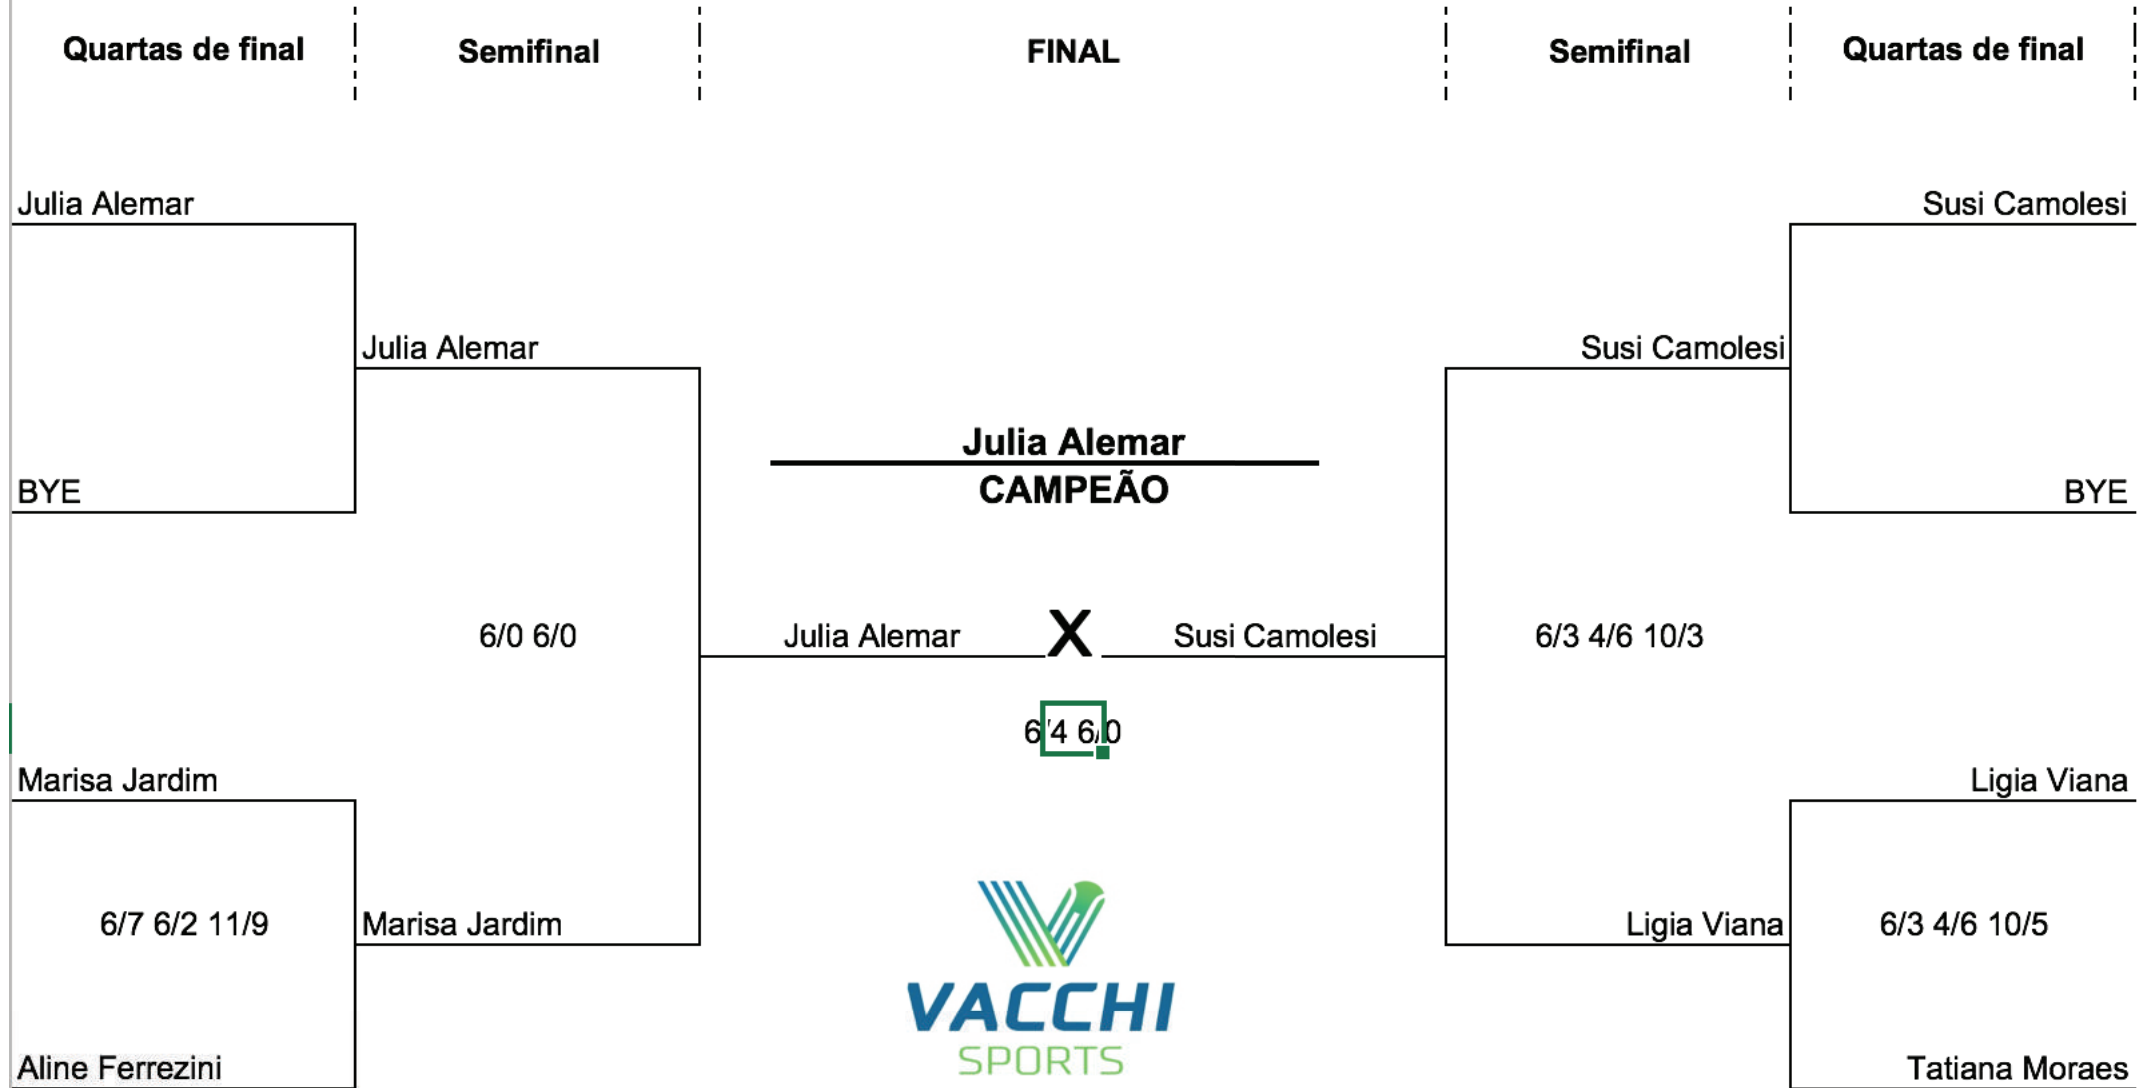 Quartas de final
Semifinal
FINAL
Semifinal
Quartas de final
Julia Alemar
Susi Camolesi
Julia Alemar
Susi Camolesi
Julia Alemar
CAMPEÃO
BYE
BYE
6/0 6/0
Julia Alemar
X
Susi Camolesi
6/3 4/6 10/3
6/4 6/0
Marisa Jardim
Ligia Viana
6/7 6/2 11/9
Marisa Jardim
Ligia Viana
6/3 4/6 10/5
VACCHI
SPORTS
Aline Ferrezini
Tatiana Moraes